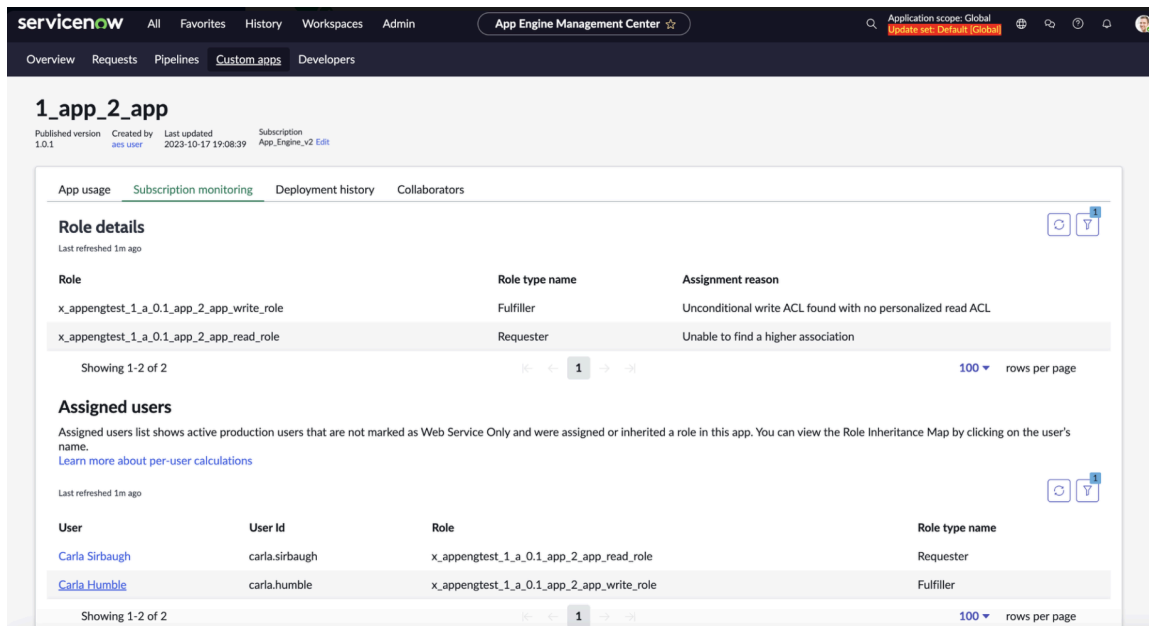 servicenow All Favorites History Workspaces Admin App Engine Management Center Application scope: Global
Update set: Default [Global]
Overview Requests Pipelines Custom apps Developers
1_app_2_app
Published version Created by Last updated Subscription
1.0.1 aes user 2023-10-17 19:08:39 App_Engine_v2 Edit
App usage Subscription monitoring Deployment history Collaborators
Role details
1
Last refreshed 1m ago
Role Role type name Assignment reason
x_appengtest_1_a_0.1_app_2_app_write_role Fulfiller Unconditional write ACL found with no personalized read ACL
x_appengtest_1_a_0.1_app_2_app_read_role Requester Unable to find a higher association
Showing 1-2 of 2 1 100 rows per page
Assigned users
Assigned users list shows active production users that are not marked as Web Service Only and were assigned or inherited a role in this app. You can view the Role Inheritance Map by clicking on the user's
name.
Learn more about per-user calculations
1
Last refreshed 1m ago
User User Id Role Role type name
Carla Sirbaugh carla.sirbaugh x_appengtest_1_a_0.1_app_2_app_read_role Requester
Carla Humble carla.humble x_appengtest_1_a_0.1_app_2_app_write_role Fulfiller
Showing 1-2 of 2 1 100 rows per page